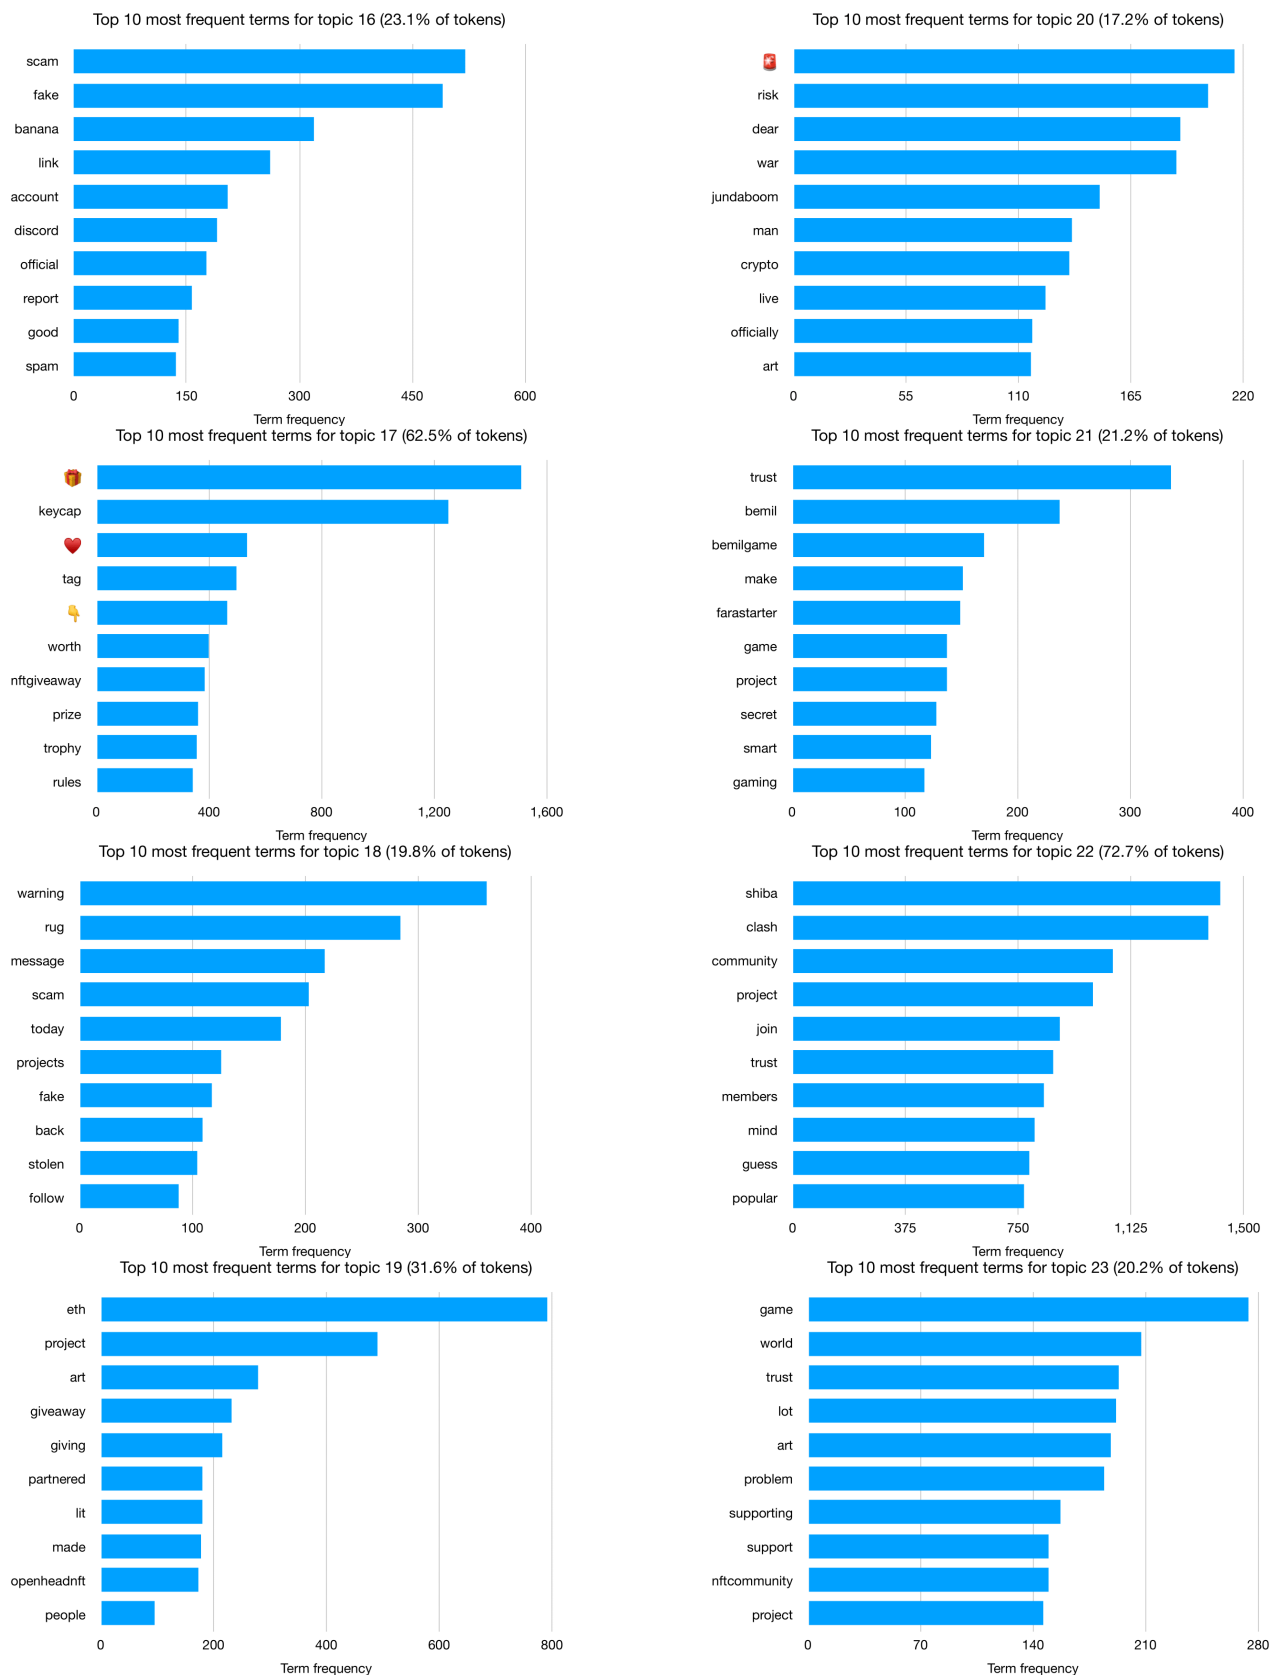 Top 10 most frequent terms for topic 16 (23.1% of tokens)
scam
fake
banana
link
account
discord
official
report
good
spam
0 150 300 450 600
Term frequency
Top 10 most frequent terms for topic 17 (62.5% of tokens)
🎁
keycap
♥️
tag
👇
worth
nftgiveaway
prize
trophy
rules
0 400 800 1,200 1,600
Term frequency
Top 10 most frequent terms for topic 18 (19.8% of tokens)
warning
rug
message
scam
today
projects
fake
back
stolen
follow
0 100 200 300 400
Term frequency
Top 10 most frequent terms for topic 19 (31.6% of tokens)
eth
project
art
giveaway
giving
partnered
lit
made
openheadnft
people
0 200 400 600 800
Term frequency
Top 10 most frequent terms for topic 20 (17.2% of tokens)
🚨
risk
dear
war
jundaboom
man
crypto
live
officially
art
0 55 110 165 220
Term frequency
Top 10 most frequent terms for topic 21 (21.2% of tokens)
trust
bemil
bemilgame
make
farastarter
game
project
secret
smart
gaming
0 100 200 300 400
Term frequency
Top 10 most frequent terms for topic 22 (72.7% of tokens)
shiba
clash
community
project
join
trust
members
mind
guess
popular
0 375 750 1,125 1,500
Term frequency
Top 10 most frequent terms for topic 23 (20.2% of tokens)
game
world
trust
lot
art
problem
supporting
support
nftcommunity
project
0 70 140 210 280
Term frequency